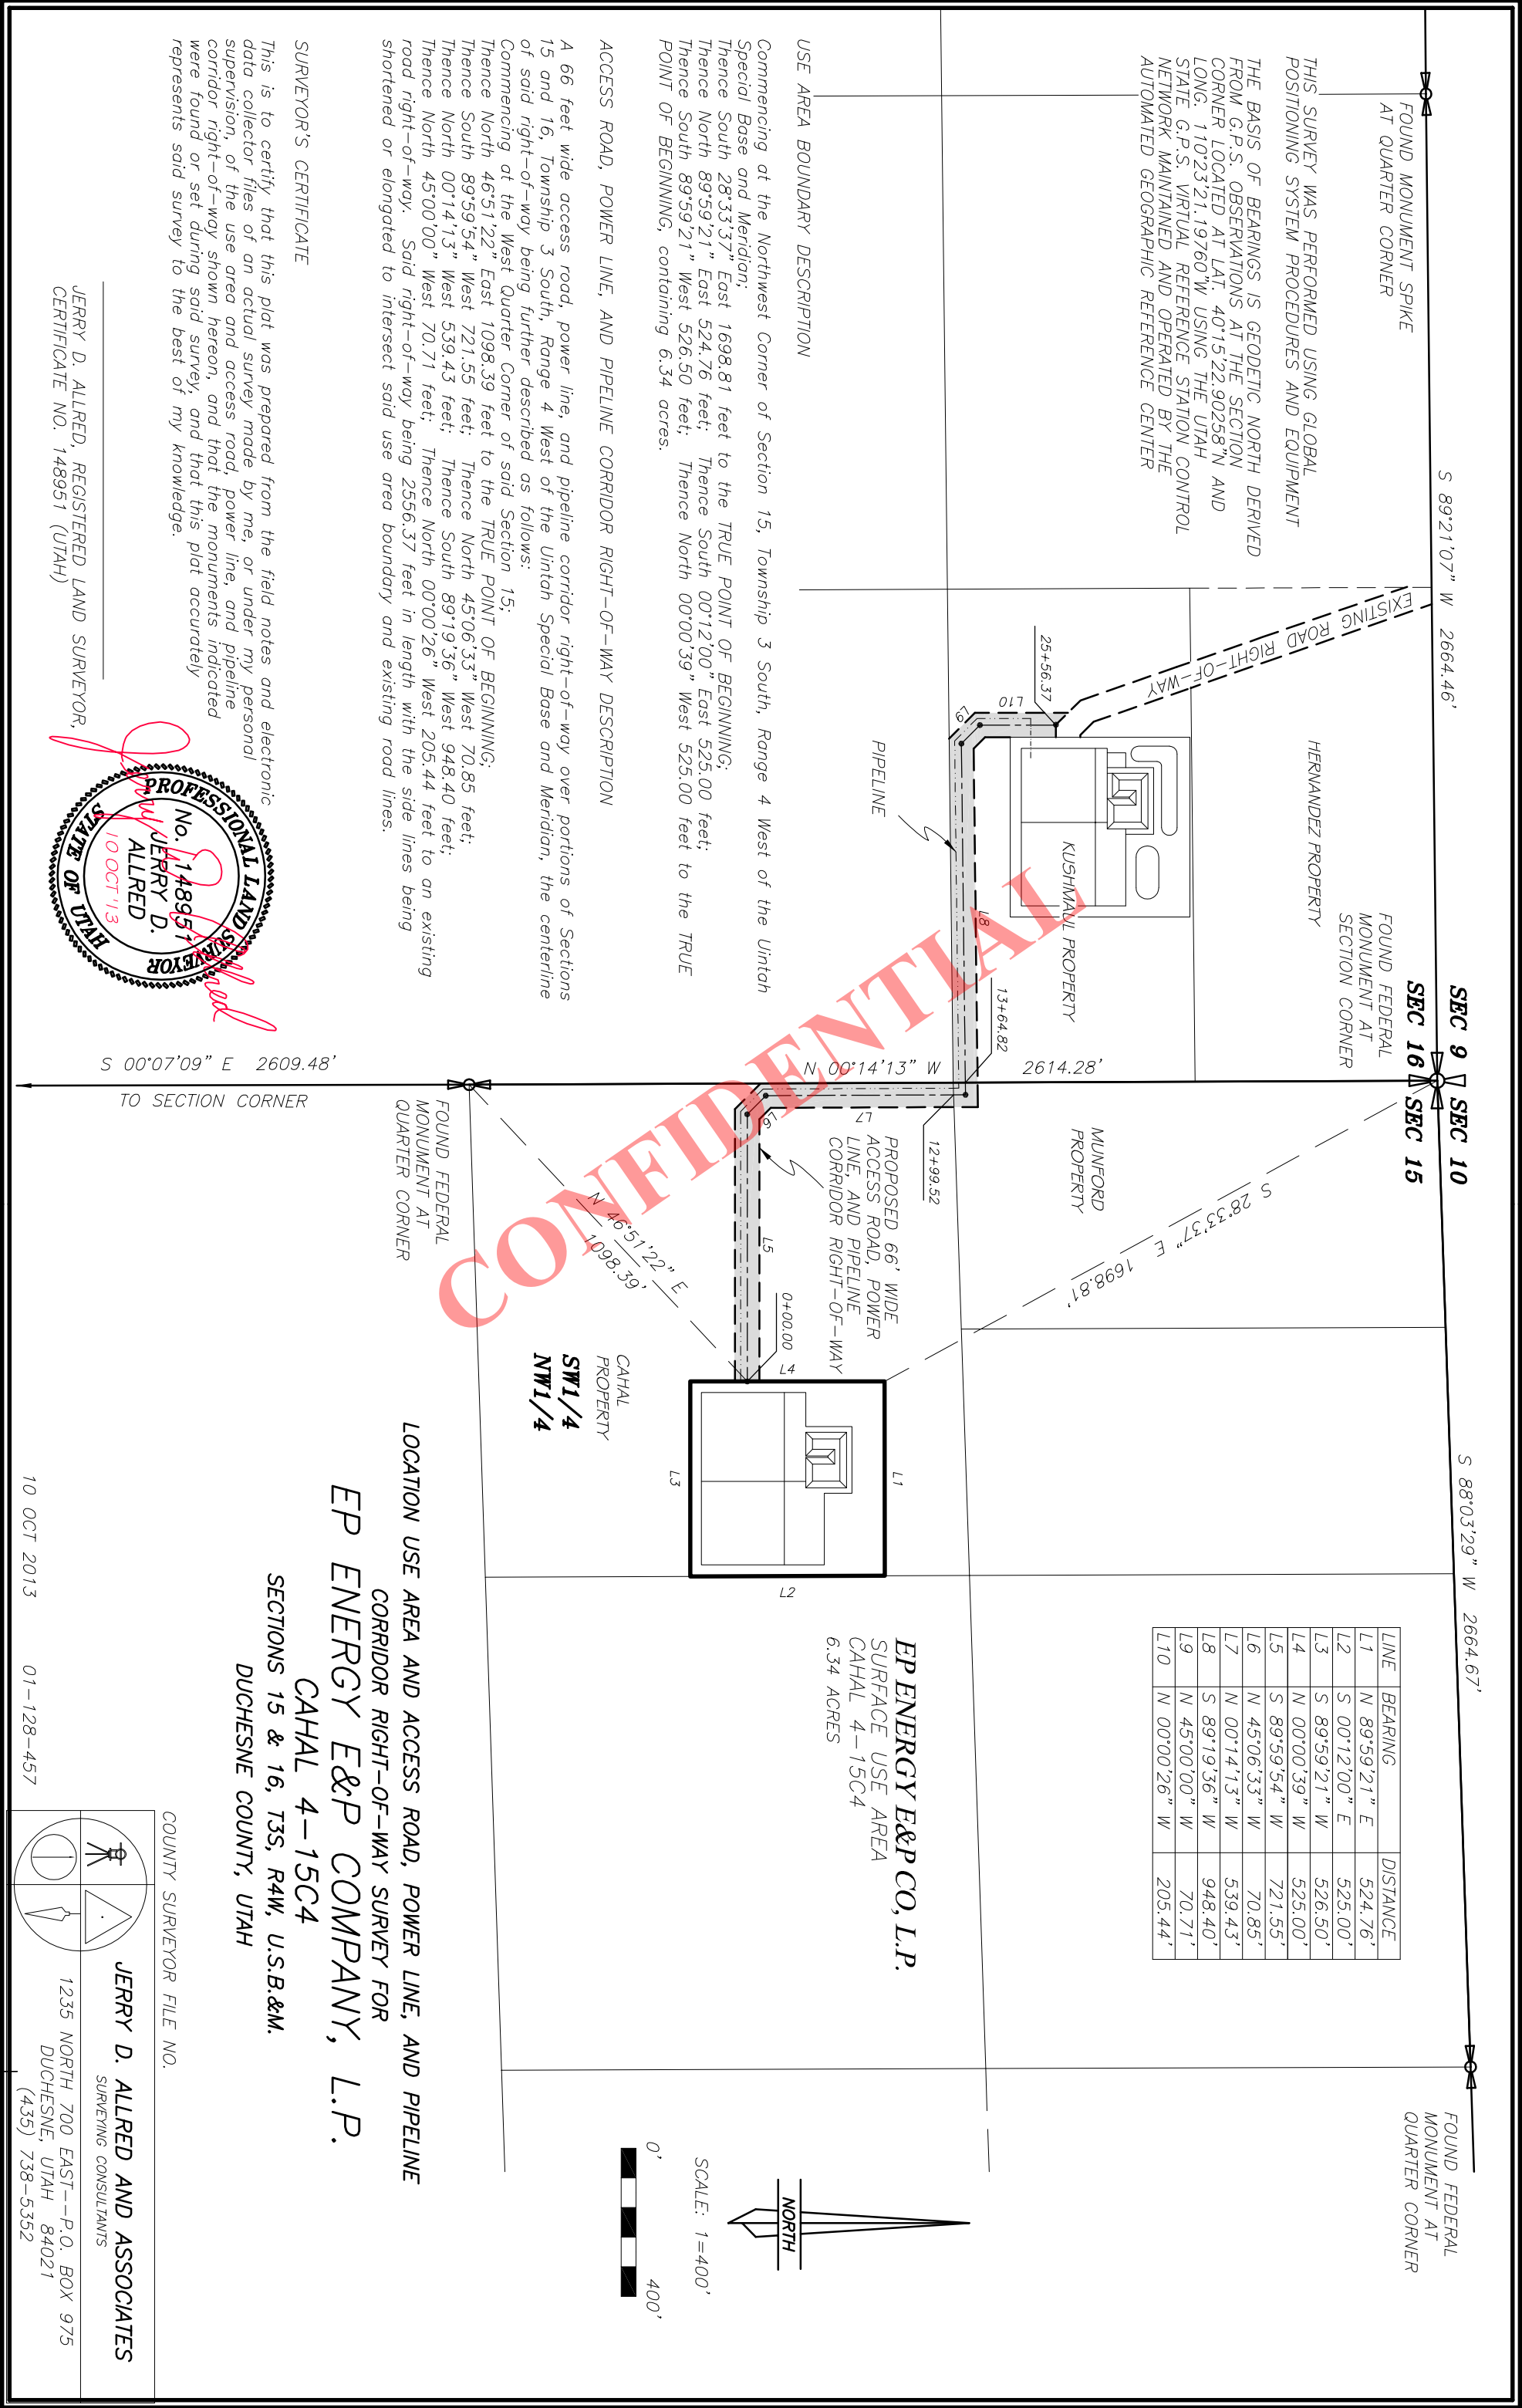 FOUND MONUMENT SPIKE
AT QUARTER CORNER
S 89°21'07" W 2664.46'
THIS SURVEY WAS PERFORMED USING GLOBAL
POSITIONING SYSTEM PROCEDURES AND EQUIPMENT
THE BASIS OF BEARINGS IS GEODETIC NORTH DERIVED
FROM G.P.S. OBSERVATIONS AT THE SECTION
CORNER LOCATED AT LAT. 40°15'22.90258"N AND
LONG. 110°23'21.19760"W USING THE UTAH
STATE G.P.S. VIRTUAL REFERENCE STATION CONTROL
NETWORK MAINTAINED AND OPERATED BY THE
AUTOMATED GEOGRAPHIC REFERENCE CENTER
EXISTING ROAD RIGHT-OF-WAY
HERNANDEZ PROPERTY
FOUND FEDERAL
MONUMENT AT
SECTION CORNER
SEC 9
SEC 10
SEC 16
SEC 15
S 88°03'29" W 2664.67'
FOUND FEDERAL
MONUMENT AT
QUARTER CORNER
25+56.37
L10
L9
KUSHMAUL PROPERTY
L8
PIPELINE
13+64.82
N 00°14'13" W 2614.28'
12+99.52
L7
L6
MUNFORD
PROPERTY
S 28°33'37" E 1698.81'
PROPOSED 66' WIDE
ACCESS ROAD, POWER
LINE, AND PIPELINE
CORRIDOR RIGHT-OF-WAY
L5
0+00.00
L4
L1
L2
L3
N 46°51'22" E
1098.39'
CAHAL
PROPERTY
SW1/4
NW1/4
FOUND FEDERAL
MONUMENT AT
QUARTER CORNER
S 00°07'09" E 2609.48'
TO SECTION CORNER
LINE BEARING DISTANCE
L1 N 89°59'21" E 524.76'
L2 S 00°12'00" E 525.00'
L3 S 89°59'21" W 526.50'
L4 N 00°00'39" W 525.00'
L5 S 89°59'54" W 721.55'
L6 N 45°06'33" W 70.85'
L7 N 00°14'13" W 539.43'
L8 S 89°19'36" W 948.40'
L9 N 45°00'00" W 70.71'
L10 N 00°00'26" W 205.44'
EP ENERGY E&P CO, L.P.
SURFACE USE AREA
CAHAL 4-15C4
6.34 ACRES
NORTH
SCALE: 1=400'
0' 400'
USE AREA BOUNDARY DESCRIPTION
Commencing at the Northwest Corner of Section 15, Township 3 South, Range 4 West of the Uintah
Special Base and Meridian;
Thence South 28°33'37" East 1698.81 feet to the TRUE POINT OF BEGINNING;
Thence North 89°59'21" East 524.76 feet; Thence South 00°12'00" East 525.00 feet;
Thence South 89°59'21" West 526.50 feet; Thence North 00°00'39" West 525.00 feet to the TRUE
POINT OF BEGINNING, containing 6.34 acres.
ACCESS ROAD, POWER LINE, AND PIPELINE CORRIDOR RIGHT-OF-WAY DESCRIPTION
A 66 feet wide access road, power line, and pipeline corridor right-of-way over portions of Sections
15 and 16, Township 3 South, Range 4 West of the Uintah Special Base and Meridian, the centerline
of said right-of-way being further described as follows:
Commencing at the West Quarter Corner of said Section 15;
Thence North 46°51'22" East 1098.39 feet to the TRUE POINT OF BEGINNING;
Thence South 89°59'54" West 721.55 feet; Thence North 45°06'33" West 70.85 feet;
Thence North 00°14'13" West 539.43 feet; Thence South 89°19'36" West 948.40 feet;
Thence North 45°00'00" West 70.71 feet; Thence North 00°00'26" West 205.44 feet to an existing
road right-of-way. Said right-of-way being 2556.37 feet in length with the side lines being
shortened or elongated to intersect said use area boundary and existing road lines.
SURVEYOR'S CERTIFICATE
This is to certify that this plat was prepared from the field notes and electronic
data collector files of an actual survey made by me, or under my personal
supervision, of the use area and access road, power line, and pipeline
corridor right-of-way shown hereon, and that the monuments indicated
were found or set during said survey, and that this plat accurately
represents said survey to the best of my knowledge.
JERRY D. ALLRED, REGISTERED LAND SURVEYOR,
CERTIFICATE NO. 148951 (UTAH)
PROFESSIONAL LAND SURVEYOR
No. 148951
JERRY D.
ALLRED
10 OCT '13
STATE OF UTAH
Jerry D. Allred
CONFIDENTIAL
LOCATION USE AREA AND ACCESS ROAD, POWER LINE, AND PIPELINE
CORRIDOR RIGHT-OF-WAY SURVEY FOR
EP ENERGY E&P COMPANY, L.P.
CAHAL 4-15C4
SECTIONS 15 & 16, T3S, R4W, U.S.B.&M.
DUCHESNE COUNTY, UTAH
10 OCT 2013 01-128-457
COUNTY SURVEYOR FILE NO.
JERRY D. ALLRED AND ASSOCIATES
SURVEYING CONSULTANTS
1235 NORTH 700 EAST--P.O. BOX 975
DUCHESNE, UTAH 84021
(435) 738-5352